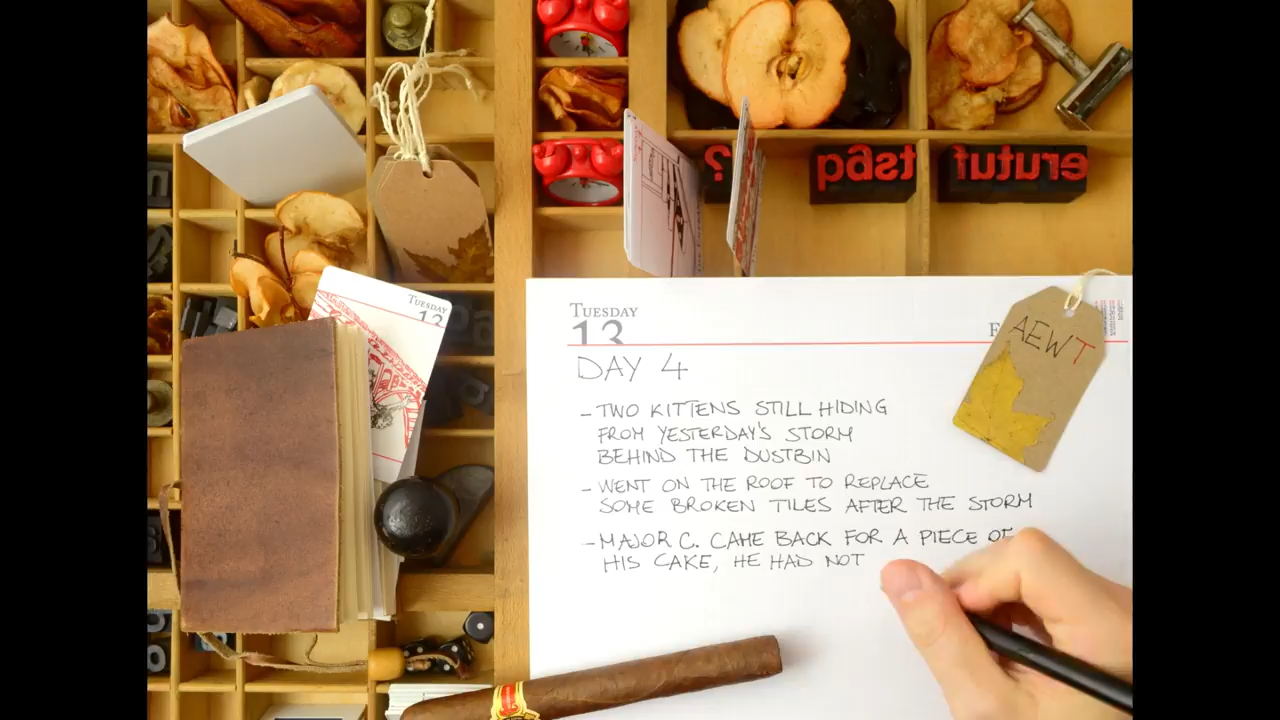 ?
past
future
TUESDAY
13
TUESDAY
13
F
AEWT
DAY 4
– TWO KITTENS STILL HIDING
FROM YESTERDAY'S STORM
BEHIND THE DUSTBIN
– WENT ON THE ROOF TO REPLACE
SOME BROKEN TILES AFTER THE STORM
– MAJOR C. CAME BACK FOR A PIECE OF
HIS CAKE, HE HAD NOT